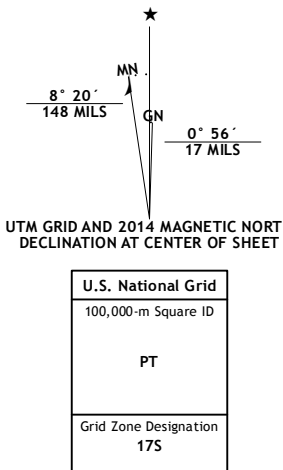 ★
MN
8° 20´
148 MILS
GN
0° 56´
17 MILS
UTM GRID AND 2014 MAGNETIC NORT
DECLINATION AT CENTER OF SHEET
U.S. National Grid
100,000-m Square ID
PT
Grid Zone Designation
17S